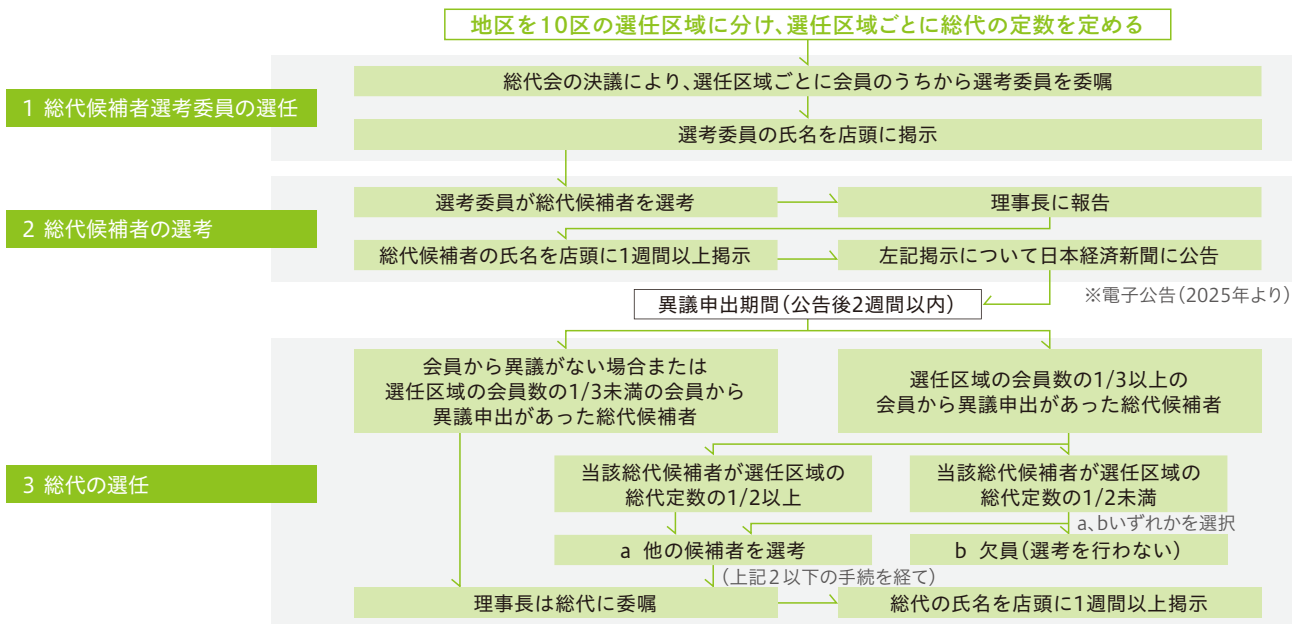 地区を10区の選任区域に分け、選任区域ごとに総代の定数を定める
1 総代候補者選考委員の選任
総代会の決議により、選任区域ごとに会員のうちから選考委員を委嘱
選考委員の氏名を店頭に掲示
2 総代候補者の選考
選考委員が総代候補者を選考
理事長に報告
総代候補者の氏名を店頭に1週間以上掲示
左記掲示について日本経済新聞に公告
※電子公告(2025年より)
異議申出期間(公告後2週間以内)
3 総代の選任
会員から異議がない場合または
選任区域の会員数の1/3未満の会員から
異議申出があった総代候補者
選任区域の会員数の1/3以上の
会員から異議申出があった総代候補者
当該総代候補者が選任区域の
総代定数の1/2以上
当該総代候補者が選任区域の
総代定数の1/2未満
a、bいずれかを選択
a 他の候補者を選考
b 欠員(選考を行わない)
(上記2以下の手続を経て)
理事長は総代に委嘱
総代の氏名を店頭に1週間以上掲示